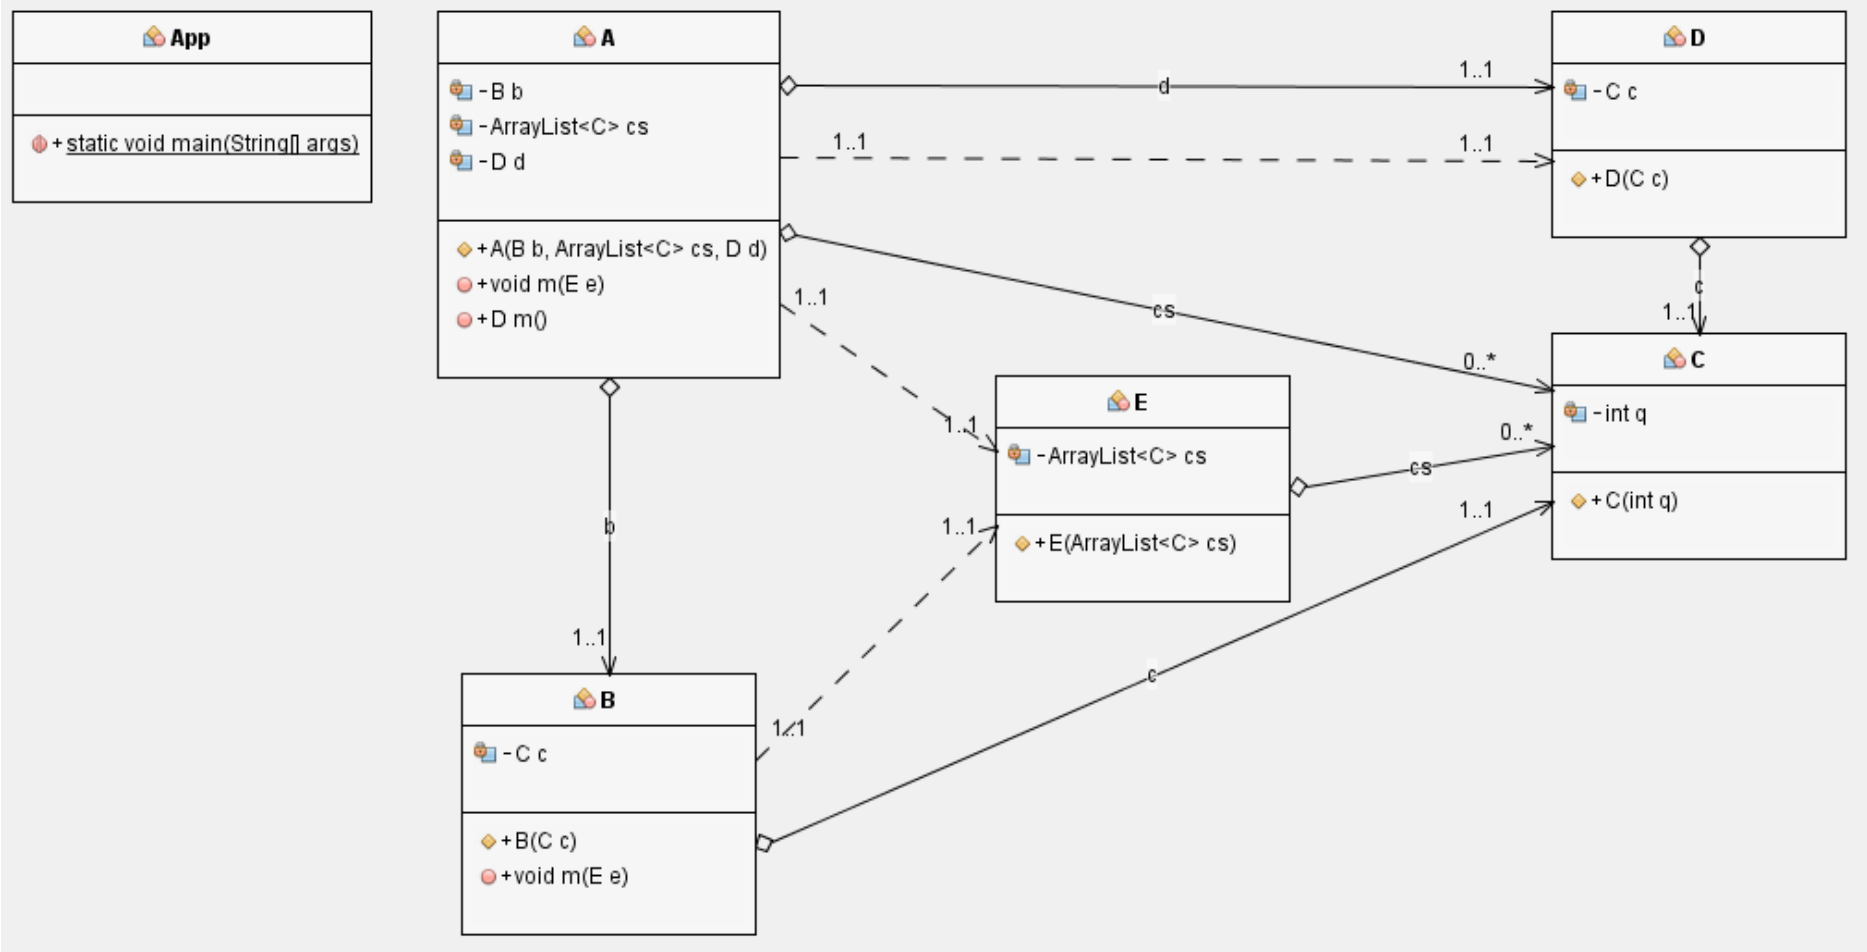 App
+ static void main(String[] args)
A
-B b
-ArrayList<C> cs
-D d
+A(B b, ArrayList<C> cs, D d)
+void m(E e)
+D m()
d
1..1
1..1
1..1
D
-C c
+D(C c)
cs
0..*
1..1
1..1
c
1..1
C
-int q
+C(int q)
E
-ArrayList<C> cs
+E(ArrayList<C> cs)
cs
0..*
1..1
1..1
1..1
c
b
1..1
B
-C c
+B(C c)
+void m(E e)